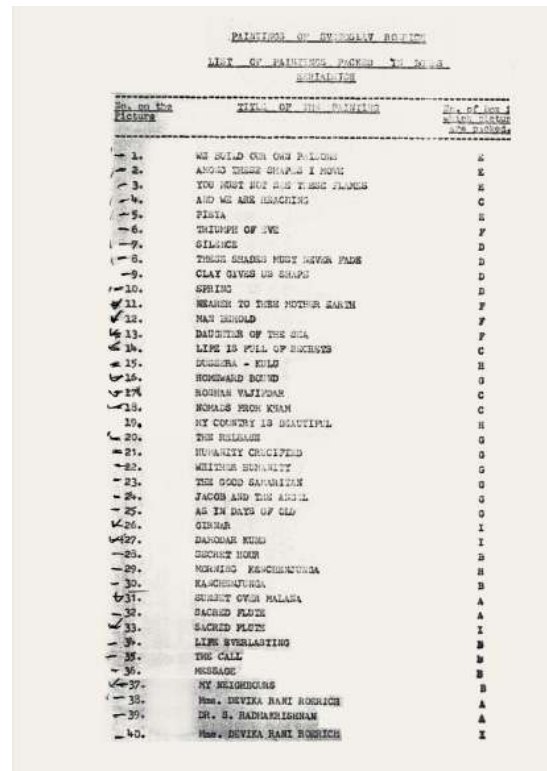 PAINTINGS OF SVETOSLAV ROERICH
LIST OF PAINTINGS PACKED IN BOXES
SERIALWISE
No. on the Picture TITLE OF THE PAINTING No. of box i
which pictur
are packed.
1. WE BUILD OUR OWN PRISONS E
2. AMONG THESE SHAPES I MOVE E
3. YOU MUST NOT SEE THESE FLAMES E
4. AND WE ARE REACHING C
5. PIETA E
6. TRIUMPH OF EVE F
7. SILENCE D
8. THESE SHADES MUST NEVER FADE D
9. CLAY GIVES US SHAPE D
10. SPRING D
11. NEARER TO THEE MOTHER EARTH F
12. MAN BEHOLD F
13. DAUGHTER OF THE SEA F
14. LIFE IS FULL OF SECRETS C
15. DUSSERA - KULU H
16. HOMEWARD BOUND G
17. ROSHAN VAJIFDAR C
18. NOMADS FROM KHAM C
19. MY COUNTRY IS BEAUTIFUL H
20. THE RELEASE G
21. HUMANITY CRUCIFIED G
22. WHITHER HUMANITY G
23. THE GOOD SAMARITAN G
24. JACOB AND THE ANGEL G
25. AS IN DAYS OF OLD G
26. GIRNAR I
27. DAMODAR KUND I
28. SECRET HOUR B
29. MORNING KANCHENJUNGA H
30. KANCHENJUNGA B
31. SUNSET OVER MALANA A
32. SACRED FLUTE A
33. SACRED FLUTE I
34. LIFE EVERLASTING B
35. THE CALL B
36. MESSAGE B
37. MY NEIGHBOURS B
38. Mme. DEVIKA RANI ROERICH A
39. DR. S. RADHAKRISHNAN A
40. Mme. DEVIKA RANI ROERICH I